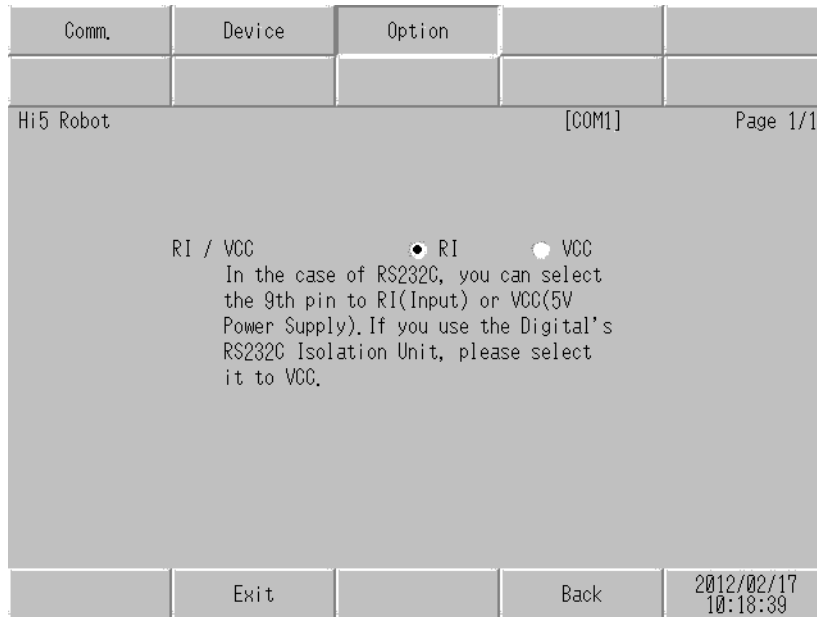 Comm. Device Option
Hi5 Robot [COM1] Page 1/1
RI / VCC RI VCC
In the case of RS232C, you can select
the 9th pin to RI(Input) or VCC(5V
Power Supply).If you use the Digital's
RS232C Isolation Unit, please select
it to VCC.
Exit Back 2012/02/17
10:18:39